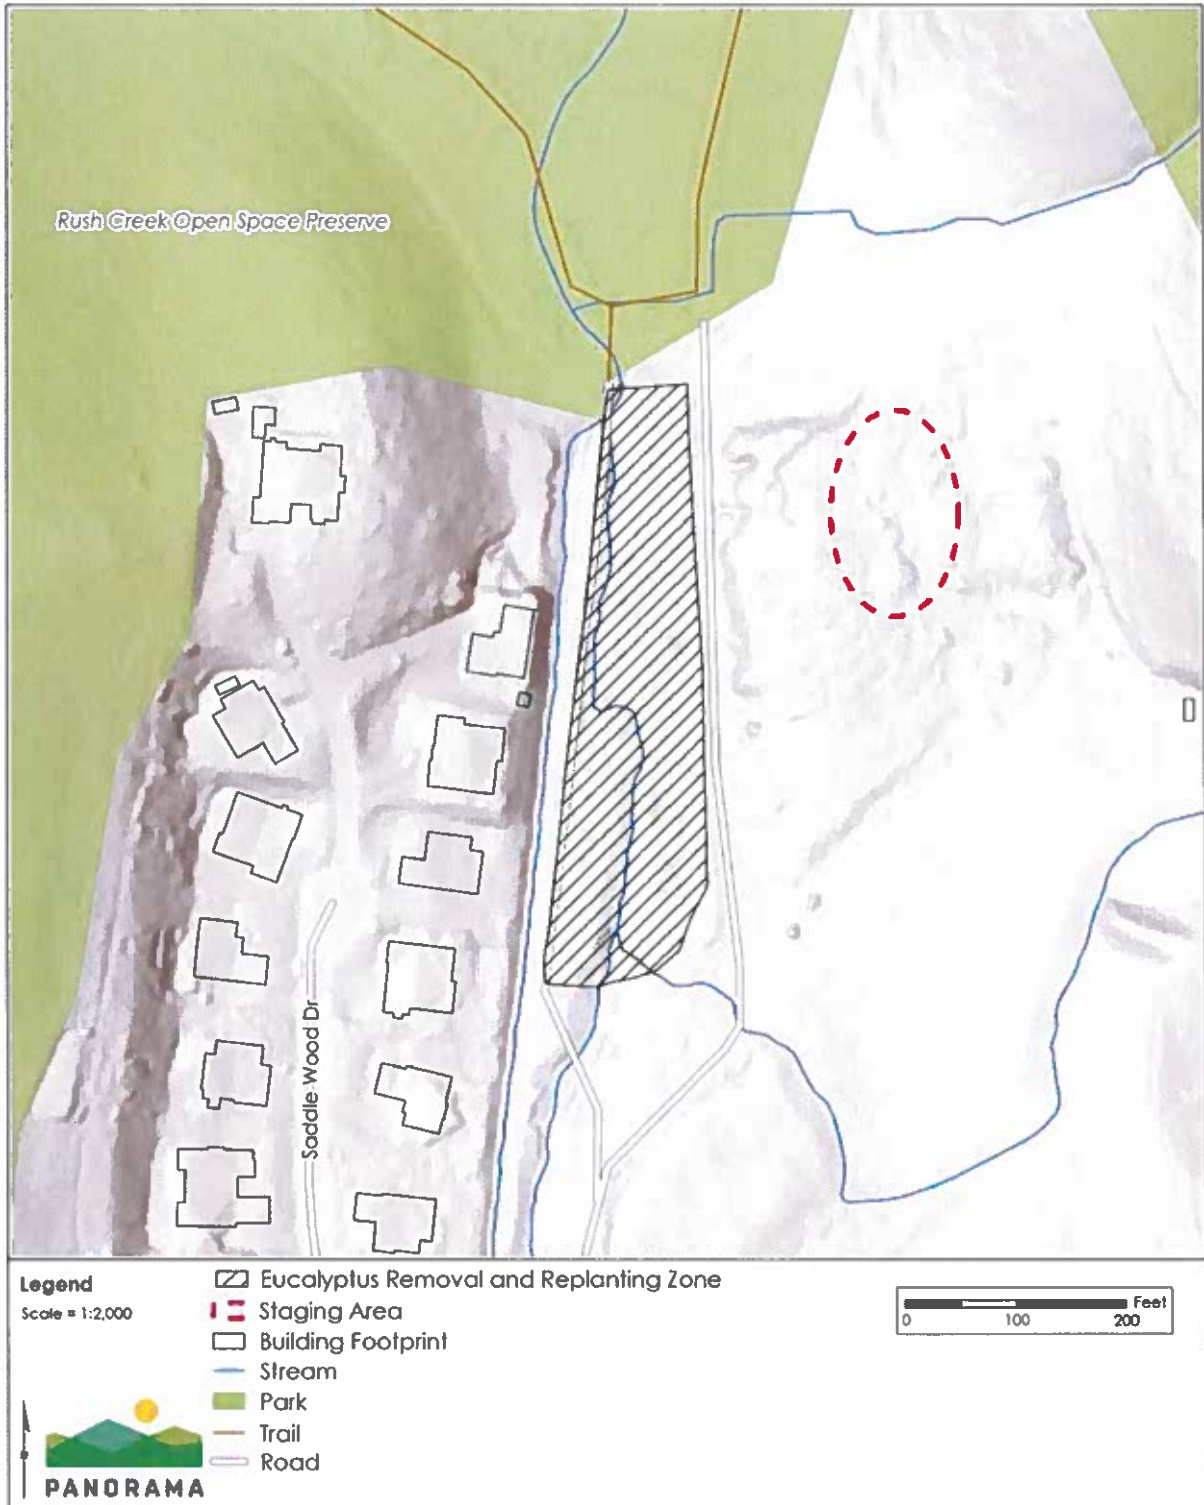 Rush Creek Open Space Preserve
Saddle Wood Dr
Legend
Scale = 1:2,000
Eucalyptus Removal and Replanting Zone
Staging Area
Building Footprint
Stream
Park
Trail
Road
Feet
0 100 200
PANORAMA